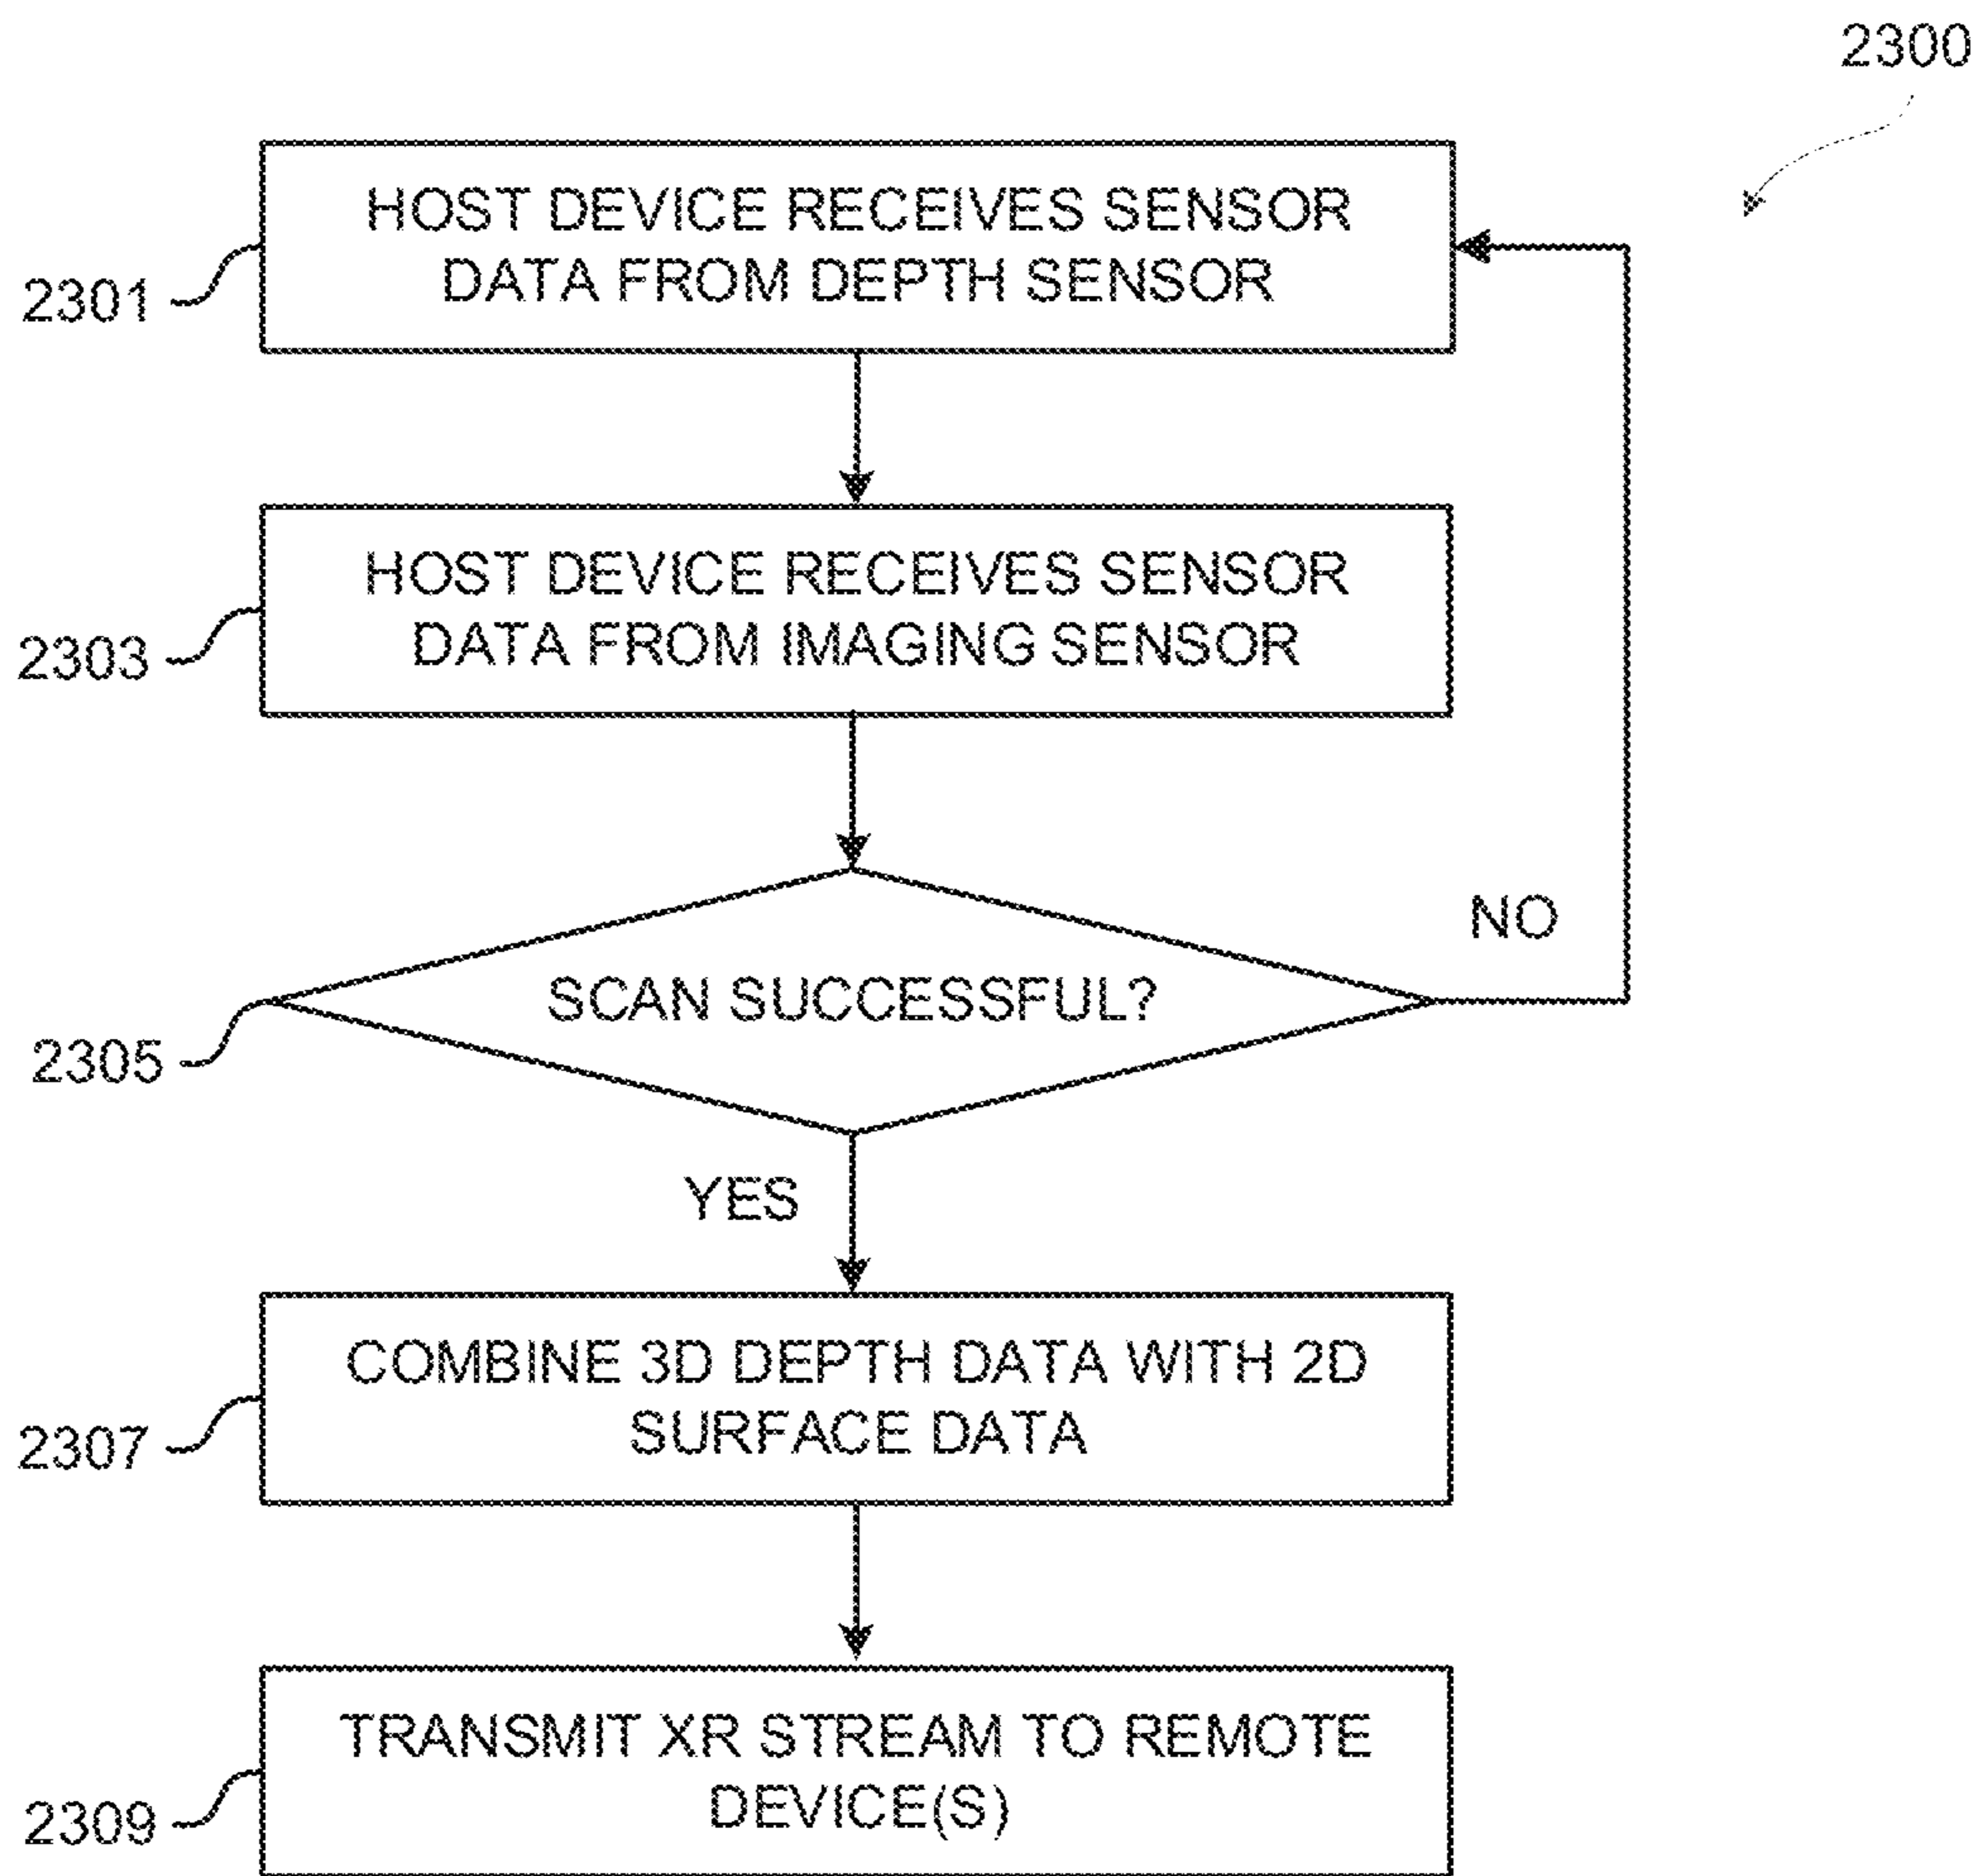 2300
HOST DEVICE RECEIVES SENSOR
DATA FROM DEPTH SENSOR
2301
HOST DEVICE RECEIVES SENSOR
DATA FROM IMAGING SENSOR
2303
NO
SCAN SUCCESSFUL?
2305
YES
COMBINE 3D DEPTH DATA WITH 2D
SURFACE DATA
2307
TRANSMIT XR STREAM TO REMOTE
DEVICE(S)
2309